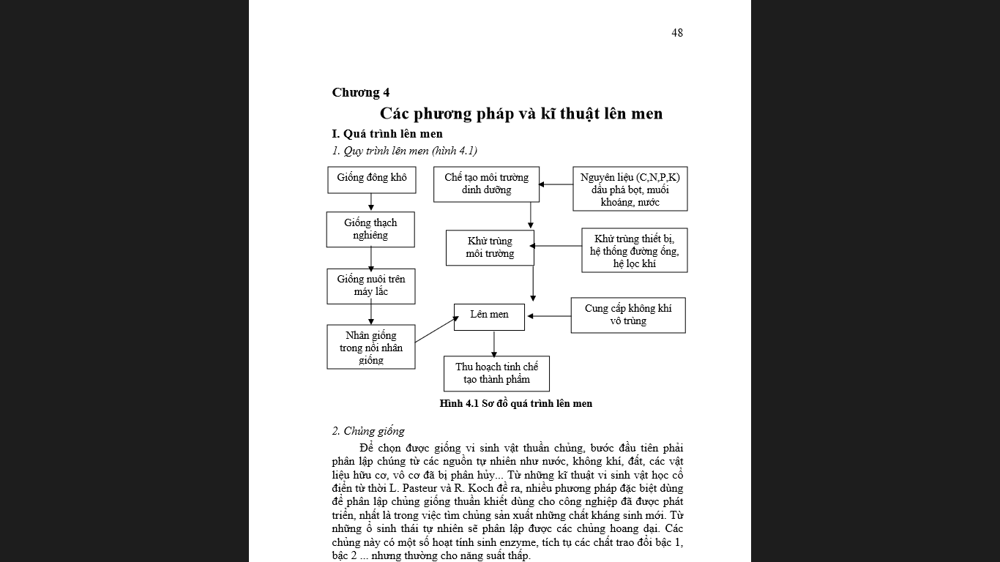 48
Chương 4
Các phương pháp và kĩ thuật lên men
I. Quá trình lên men
1. Quy trình lên men (hình 4.1)
Giống đông khô
Giống thạch
nghiêng
Giống nuôi trên
máy lắc
Nhân giống
trong nồi nhân
giống
Chế tạo môi trường
dinh dưỡng
Nguyên liệu (C,N,P,K)
dầu phá bọt, muối
khoáng, nước
Khử trùng
môi trường
Khử trùng thiết bị,
hệ thống đường ống,
hệ lọc khí
Lên men
Cung cấp không khí
vô trùng
Thu hoạch tinh chế
tạo thành phẩm
Hình 4.1 Sơ đồ quá trình lên men
2. Chủng giống
Để chọn được giống vi sinh vật thuần chủng, bước đầu tiên phải
phân lập chúng từ các nguồn tự nhiên như nước, không khí, đất, các vật
liệu hữu cơ, vô cơ đã bị phân hủy... Từ những kĩ thuật vi sinh vật học cổ
điển từ thời L. Pasteur và R. Koch đề ra, nhiều phương pháp đặc biệt dùng
để phân lập chủng giống thuần khiết dùng cho công nghiệp đã được phát
triển, nhất là trong việc tìm chủng sản xuất những chất kháng sinh mới. Từ
những ổ sinh thái tự nhiên sẽ phân lập được các chủng hoang dại. Các
chủng này có một số hoạt tính sinh enzyme, tích tụ các chất trao đổi bậc 1,
bậc 2 ... nhưng thường cho năng suất thấp.